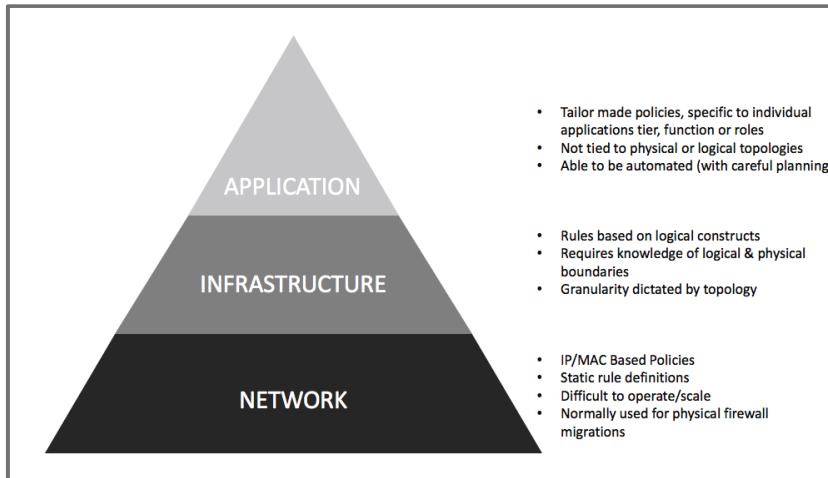 • Tailor made policies, specific to individual
applications tier, function or roles
• Not tied to physical or logical topologies
• Able to be automated (with careful planning
APPLICATION
• Rules based on logical constructs
• Requires knowledge of logical & physical
boundaries
• Granularity dictated by topology
INFRASTRUCTURE
• IP/MAC Based Policies
• Static rule definitions
• Difficult to operate/scale
• Normally used for physical firewall
migrations
NETWORK